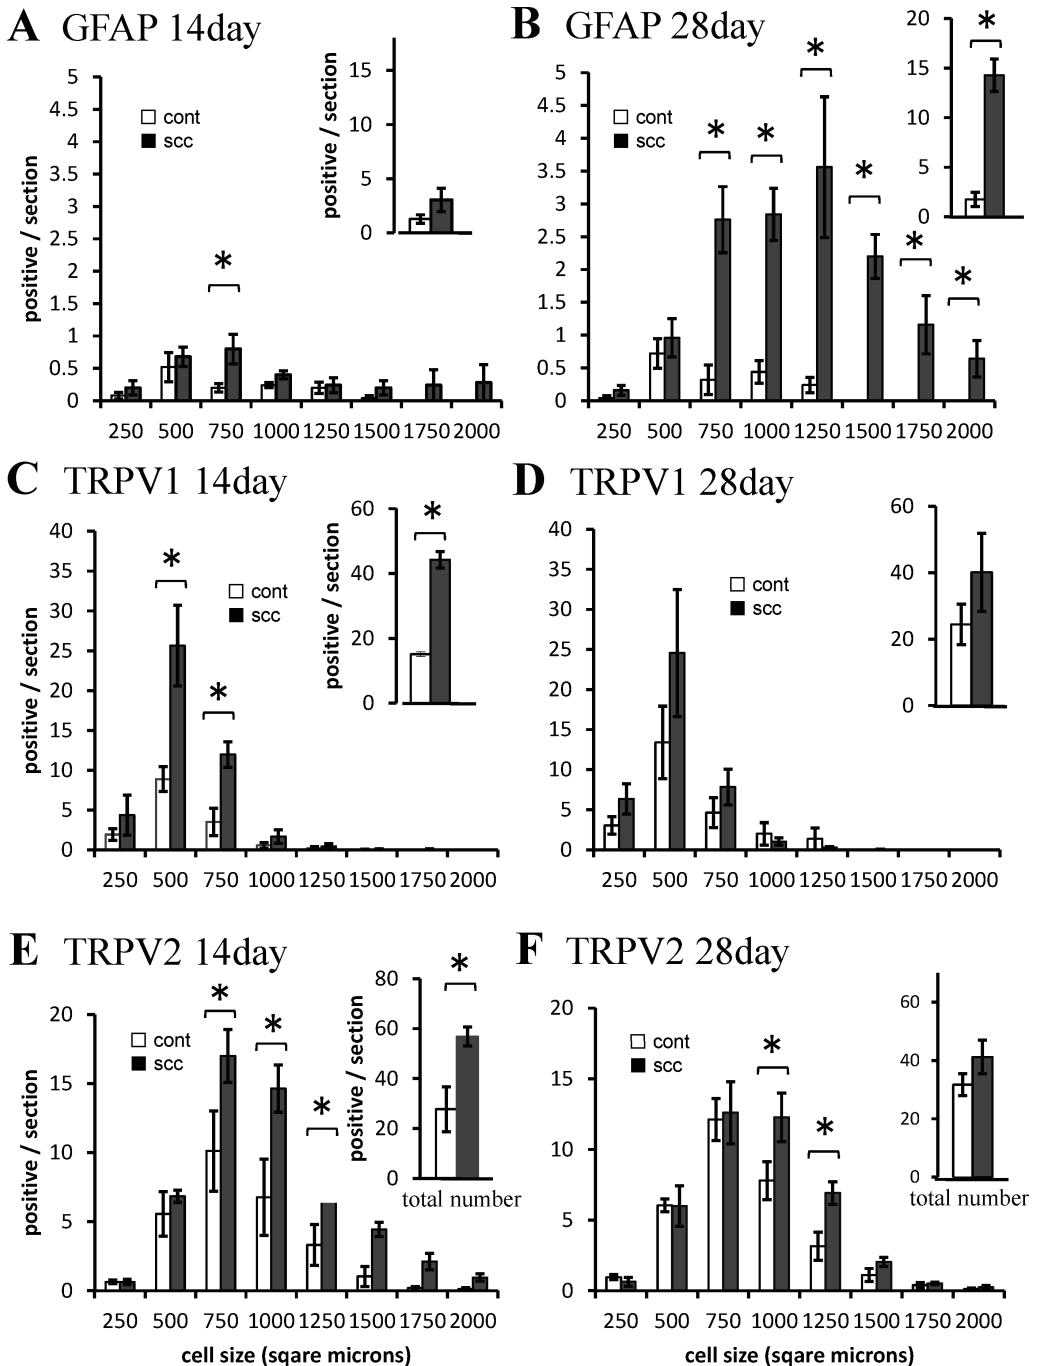 A GFAP 14day
positive / section
5
4.5
4
3.5
3
2.5
2
1.5
1
0.5
0
cont
scc
*
250 500 750 1000 1250 1500 1750 2000
positive / section
15
10
5
0
B GFAP 28day
5
4.5
4
3.5
3
2.5
2
1.5
1
0.5
0
cont
scc
* * * * * *
250 500 750 1000 1250 1500 1750 2000
20
15
10
5
0
*
C TRPV1 14day
positive / section
40
35
30
25
20
15
10
5
0
cont
scc
* *
250 500 750 1000 1250 1500 1750 2000
positive / section
60
40
20
0
*
D TRPV1 28day
40
35
30
25
20
15
10
5
0
cont
scc
250 500 750 1000 1250 1500 1750 2000
60
40
20
0
E TRPV2 14day
positive / section
20
15
10
5
0
cont
scc
* * *
250 500 750 1000 1250 1500 1750 2000
cell size (sqare microns)
positive / section
80
60
40
20
0
*
total number
F TRPV2 28day
20
15
10
5
0
cont
scc
* *
250 500 750 1000 1250 1500 1750 2000
cell size (sqare microns)
60
40
20
0
total number